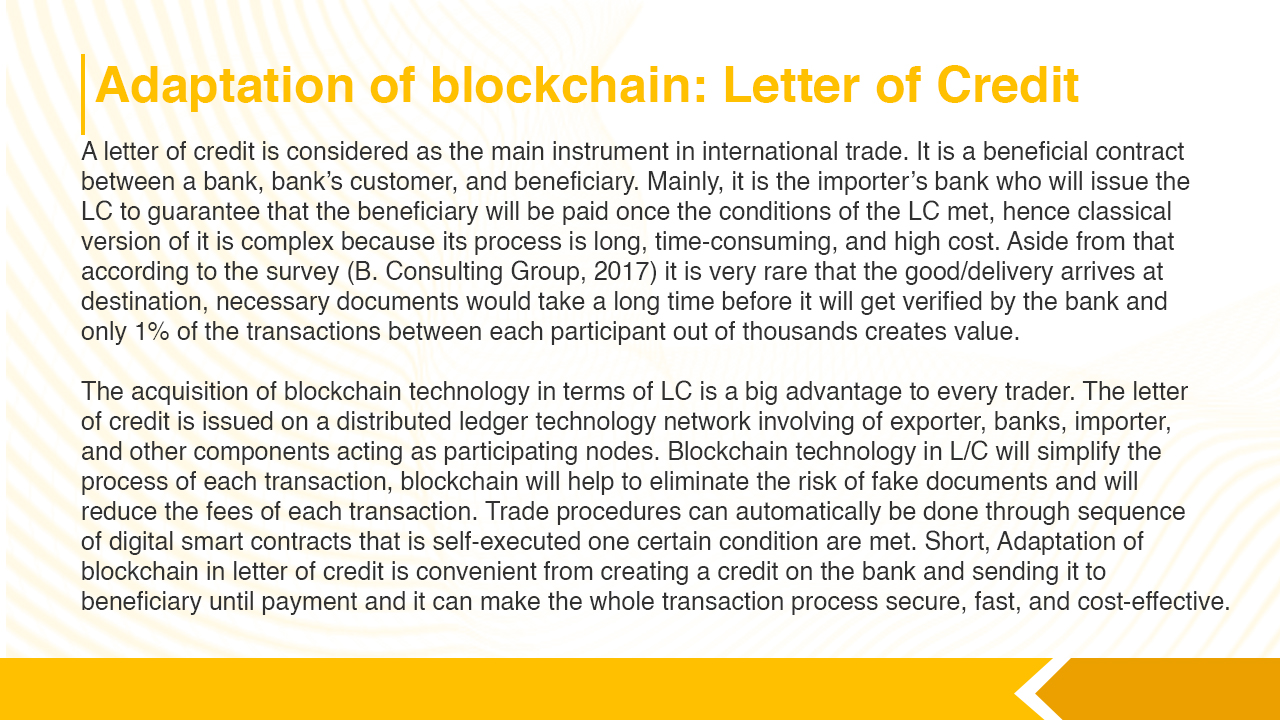 Adaptation of blockchain: Letter of Credit
A letter of credit is considered as the main instrument in international trade. It is a beneficial contract
between a bank, bank’s customer, and beneficiary. Mainly, it is the importer’s bank who will issue the
LC to guarantee that the beneficiary will be paid once the conditions of the LC met, hence classical
version of it is complex because its process is long, time-consuming, and high cost. Aside from that
according to the survey (B. Consulting Group, 2017) it is very rare that the good/delivery arrives at
destination, necessary documents would take a long time before it will get verified by the bank and
only 1% of the transactions between each participant out of thousands creates value.
The acquisition of blockchain technology in terms of LC is a big advantage to every trader. The letter
of credit is issued on a distributed ledger technology network involving of exporter, banks, importer,
and other components acting as participating nodes. Blockchain technology in L/C will simplify the
process of each transaction, blockchain will help to eliminate the risk of fake documents and will
reduce the fees of each transaction. Trade procedures can automatically be done through sequence
of digital smart contracts that is self-executed one certain condition are met. Short, Adaptation of
blockchain in letter of credit is convenient from creating a credit on the bank and sending it to
beneficiary until payment and it can make the whole transaction process secure, fast, and cost-effective.